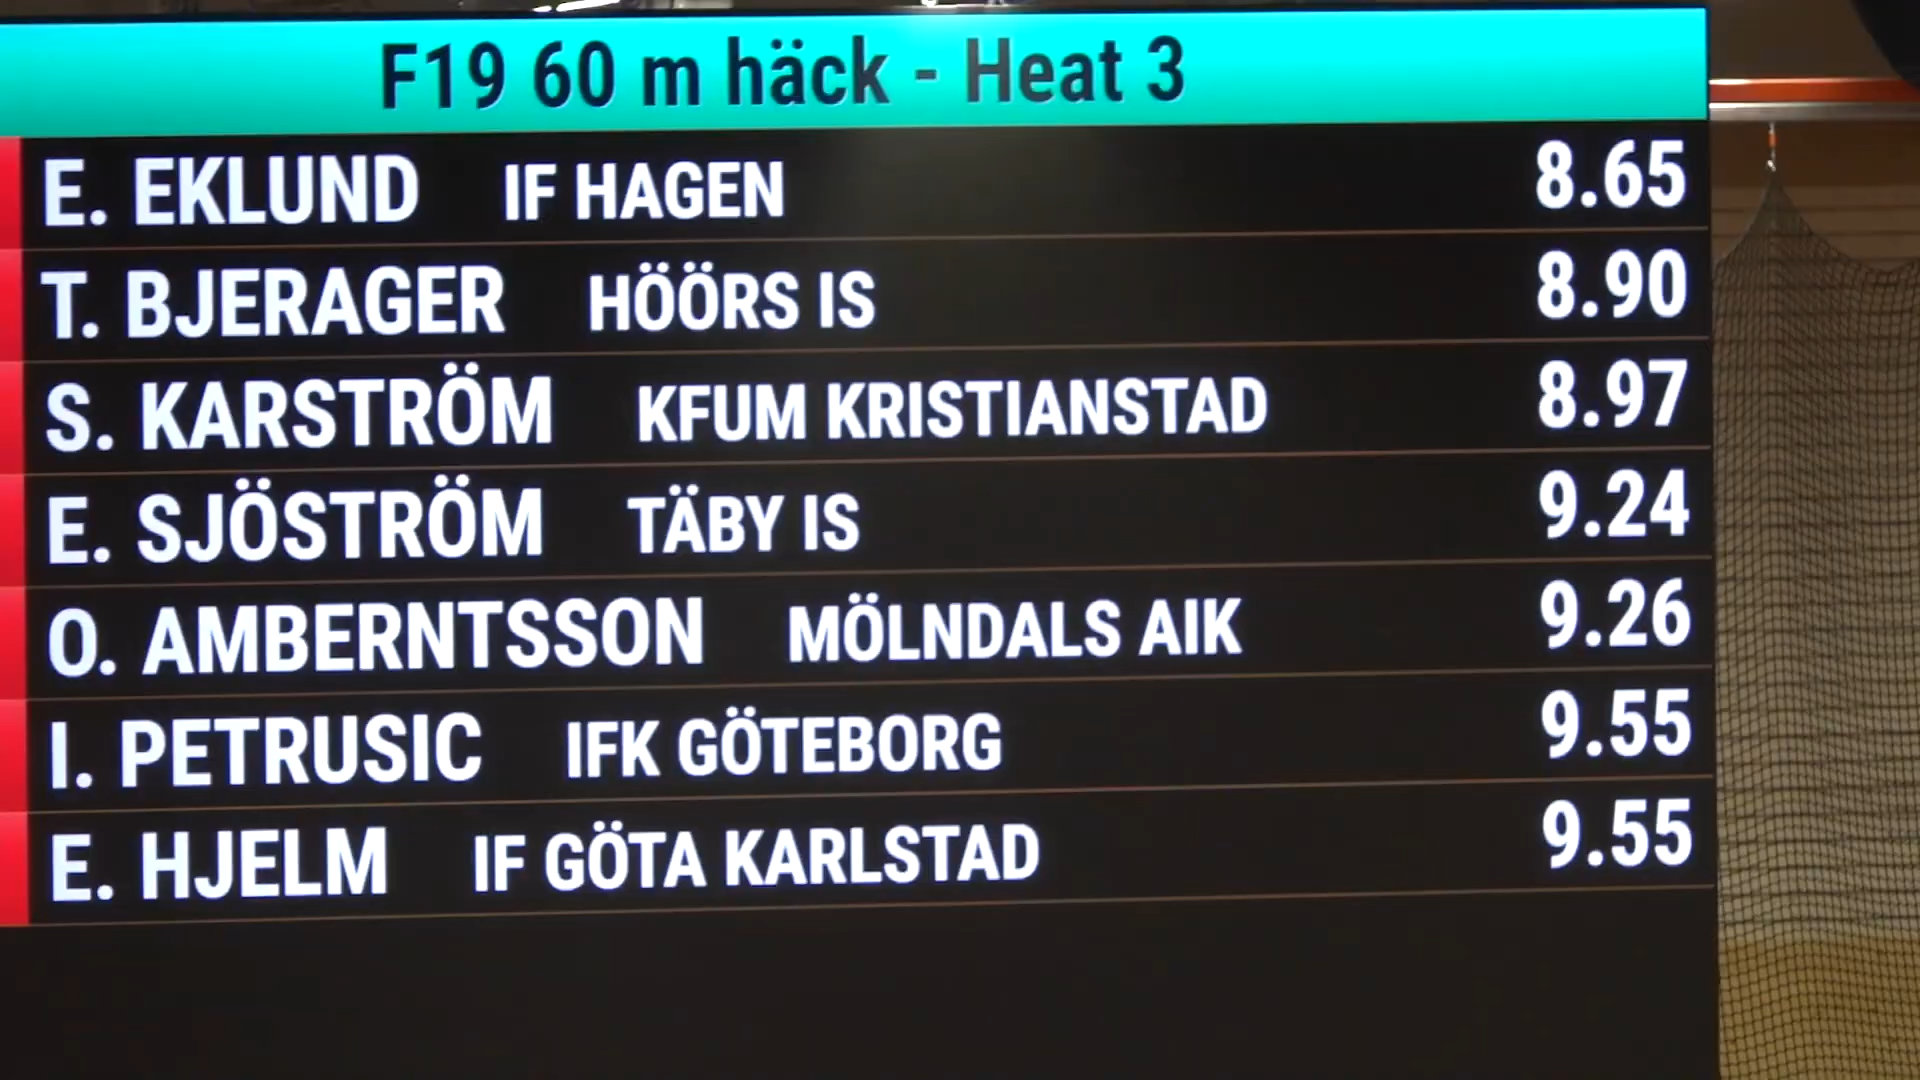 F19 60 m häck - Heat 3
E. EKLUND IF HAGEN 8.65
T. BJERAGER HÖÖRS IS 8.90
S. KARSTRÖM KFUM KRISTIANSTAD 8.97
E. SJÖSTRÖM TÄBY IS 9.24
O. AMBERNTSSON MÖLNDALS AIK 9.26
I. PETRUSIC IFK GÖTEBORG 9.55
E. HJELM IF GÖTA KARLSTAD 9.55